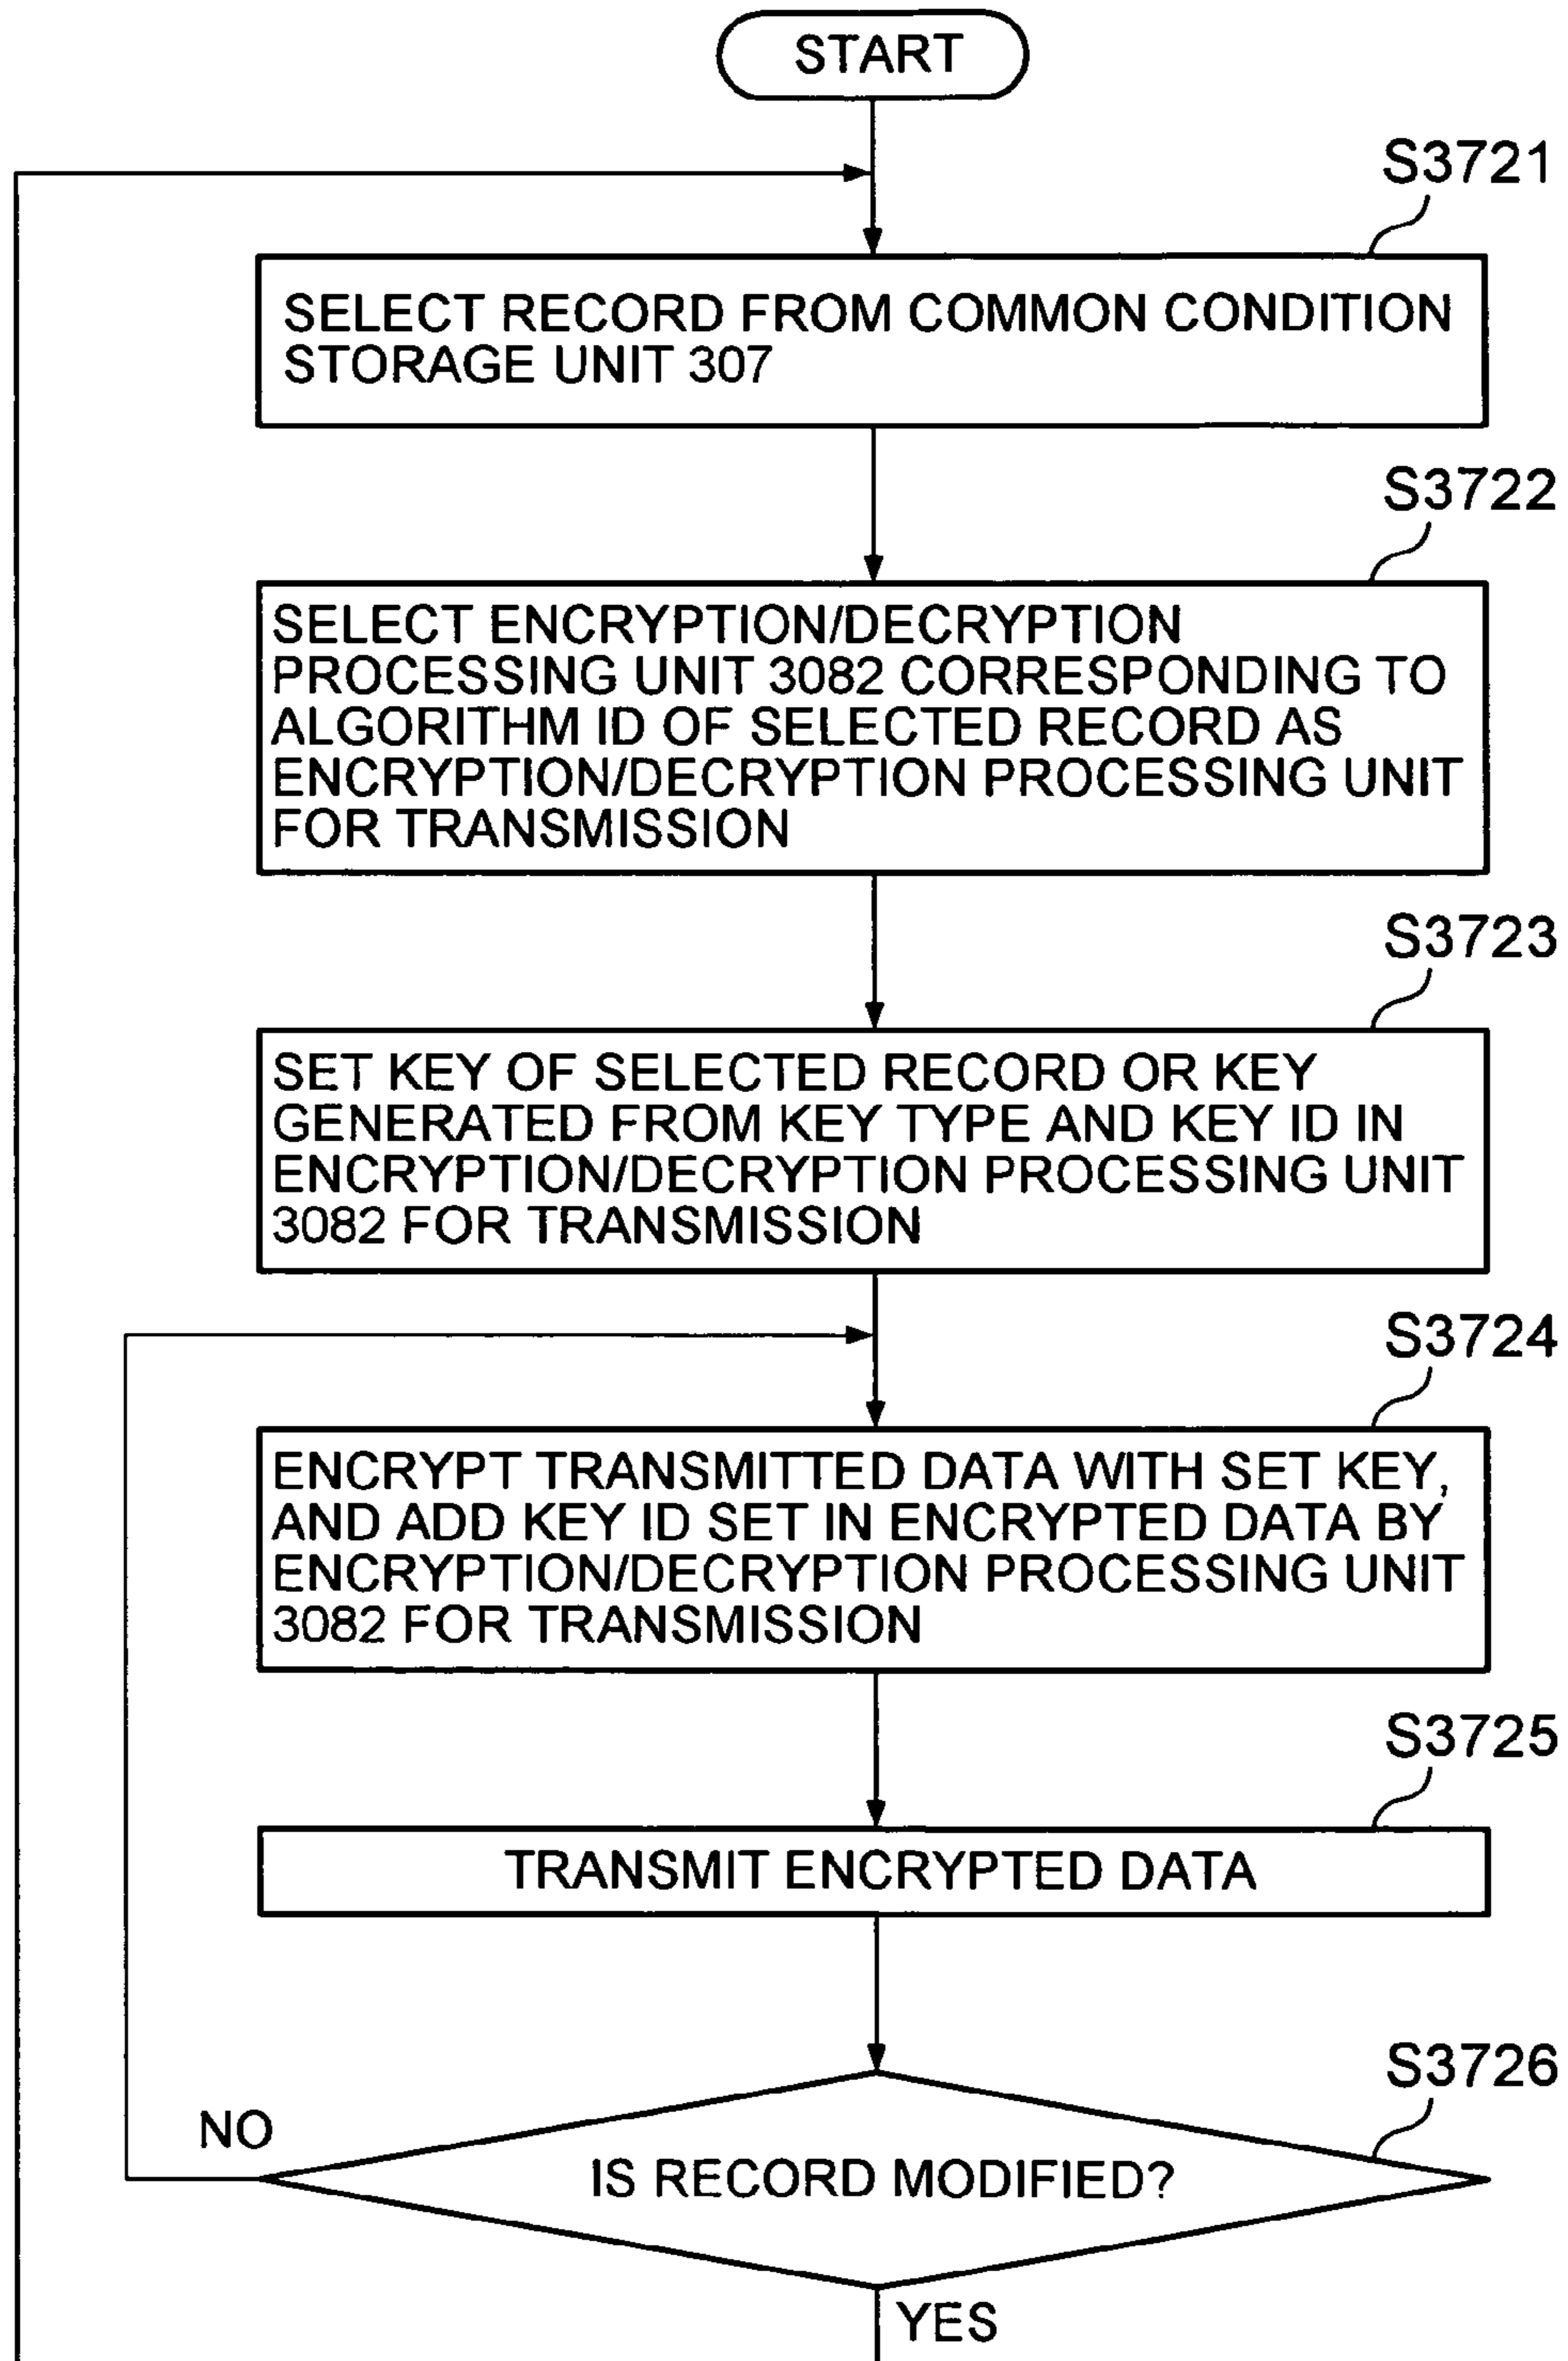 START
S3721
SELECT RECORD FROM COMMON CONDITION
STORAGE UNIT 307
S3722
SELECT ENCRYPTION/DECRYPTION
PROCESSING UNIT 3082 CORRESPONDING TO
ALGORITHM ID OF SELECTED RECORD AS
ENCRYPTION/DECRYPTION PROCESSING UNIT
FOR TRANSMISSION
S3723
SET KEY OF SELECTED RECORD OR KEY
GENERATED FROM KEY TYPE AND KEY ID IN
ENCRYPTION/DECRYPTION PROCESSING UNIT
3082 FOR TRANSMISSION
S3724
ENCRYPT TRANSMITTED DATA WITH SET KEY,
AND ADD KEY ID SET IN ENCRYPTED DATA BY
ENCRYPTION/DECRYPTION PROCESSING UNIT
3082 FOR TRANSMISSION
S3725
TRANSMIT ENCRYPTED DATA
S3726
NO
IS RECORD MODIFIED?
YES